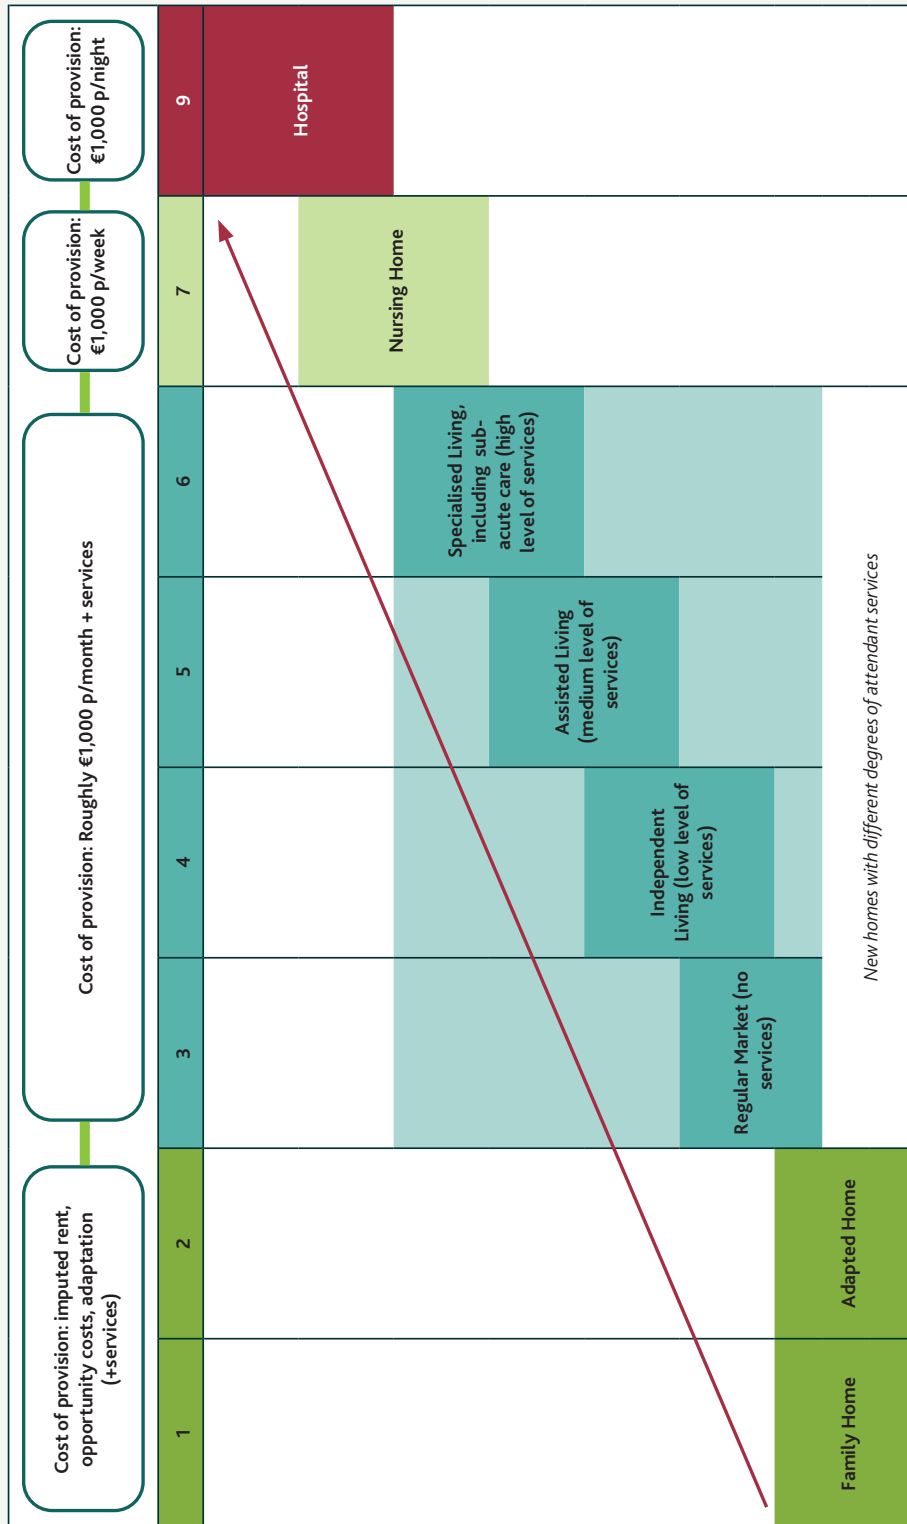 Cost of provision: imputed rent,
opportunity costs, adaptation
(+services)
Cost of provision: Roughly €1,000 p/month + services
Cost of provision:
€1,000 p/week
Cost of provision:
€1,000 p/night
1
2
3
4
5
6
7
9
Hospital
Nursing Home
Specialised Living,
including sub-
acute care (high
level of services)
Assisted Living
(medium level of
services)
Independent
Living (low level of
services)
Regular Market (no
services)
Family Home
Adapted Home
New homes with different degrees of attendant services